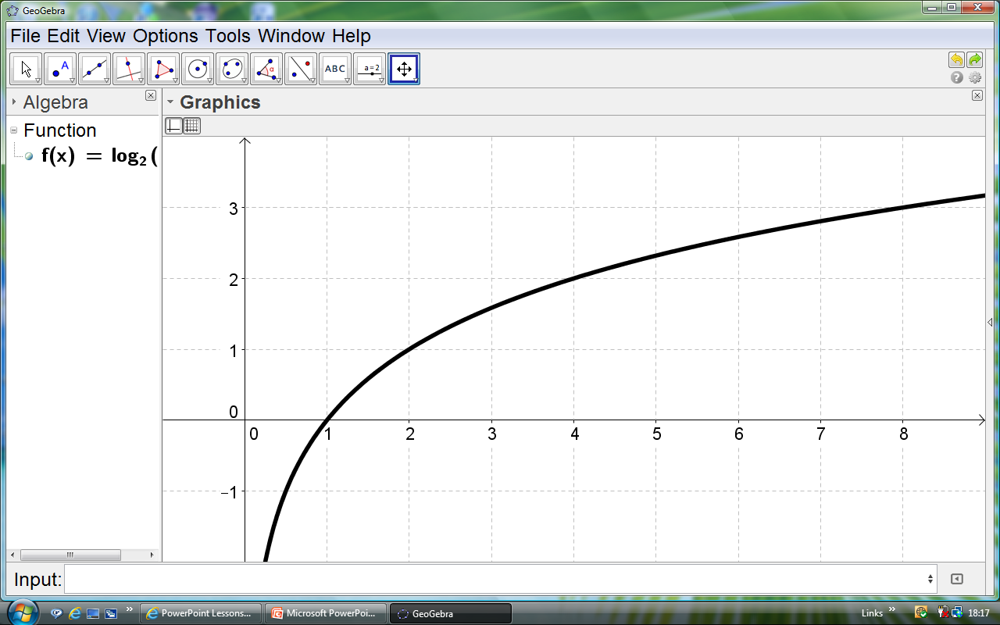 GeoGebra
File Edit View Options Tools Window Help
A
α
ABC
a=2
Algebra
Graphics
Function
f(x) = log₂ (
3
2
1
0
−1
0 1 2 3 4 5 6 7 8
Input:
PowerPoint Lessons...
Microsoft PowerPoi...
GeoGebra
Links
18:17